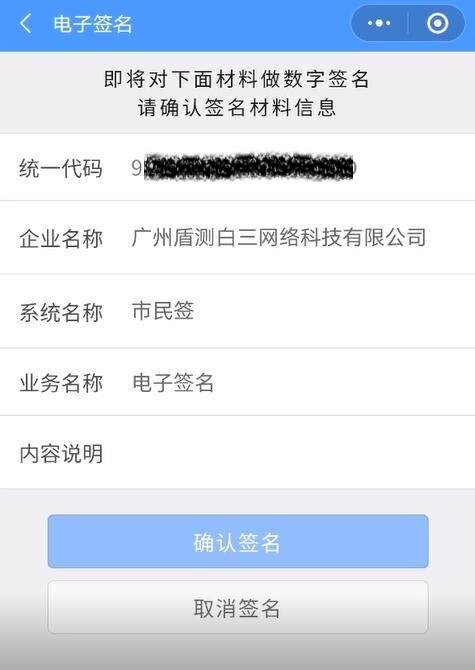 电子签名
即将对下面材料做数字签名
请确认签名材料信息
统一代码 9
企业名称 广州盾测白三网络科技有限公司
系统名称 市民签
业务名称 电子签名
内容说明
确认签名
取消签名